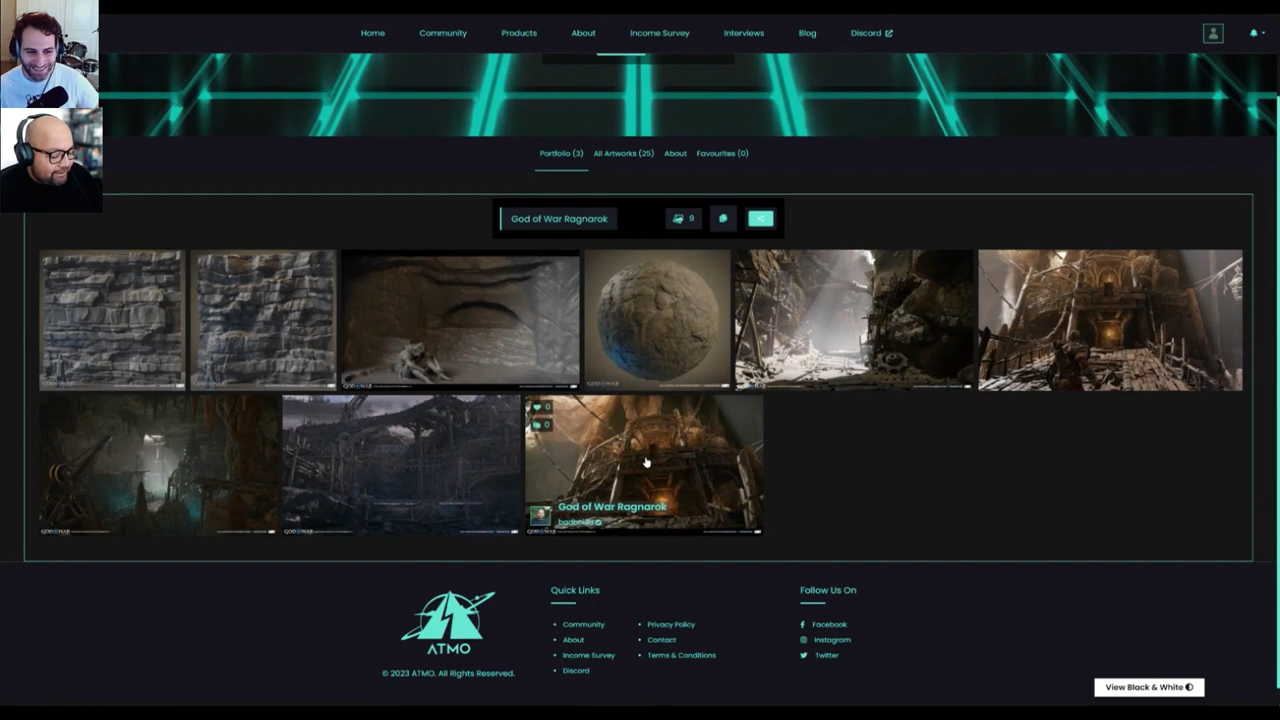 Home Community Products About Income Survey Interviews Blog Discord
Portfolio (3) All Artworks (25) About Favourites (0)
God of War Ragnarok 9
0
0
God of War Ragnarok
Quick Links
Follow Us On
Community
About
Income Survey
Discord
Privacy Policy
Contact
Terms & Conditions
Facebook
Instagram
Twitter
ATMO
© 2023 ATMO. All Rights Reserved.
View Black & White